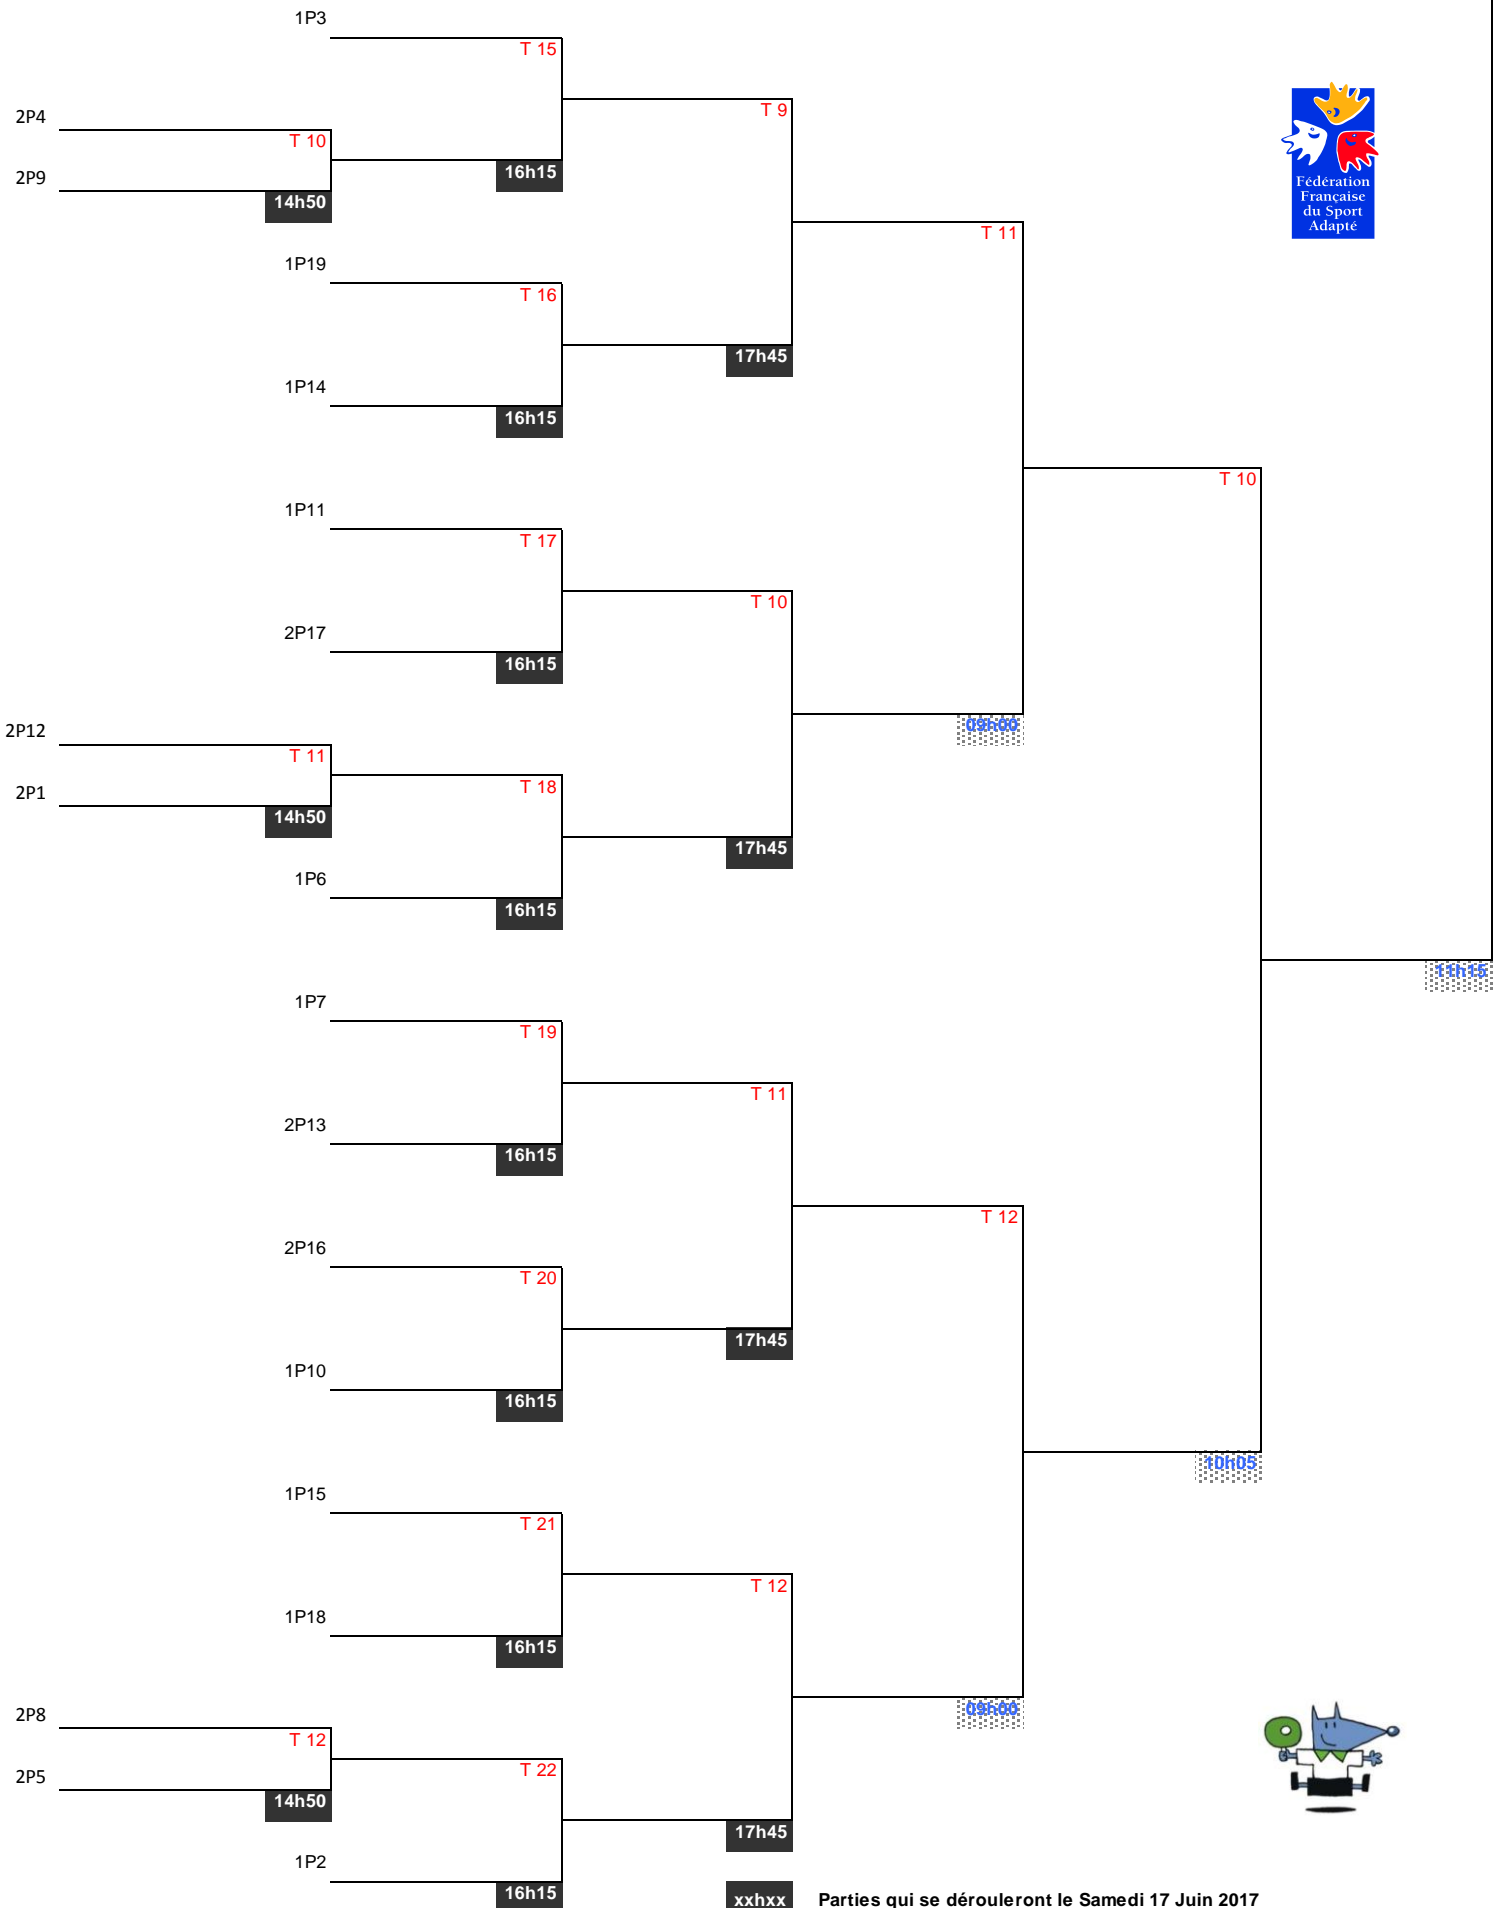 1P3
T 15
T 9
2P4
T 10
2P9
16h15
14h50
Fédération
Française
du Sport
Adapté
T 11
1P19
T 16
17h45
1P14
16h15
T 10
1P11
T 17
T 10
2P17
16h15
09h00
2P12
T 11
2P1
T 18
14h50
17h45
1P6
16h15
11h15
1P7
T 19
T 11
2P13
16h15
T 12
2P16
T 20
17h45
1P10
16h15
10h05
1P15
T 21
T 12
1P18
16h15
09h00
2P8
T 12
2P5
T 22
14h50
17h45
1P2
16h15
xxhxx Parties qui se dérouleront le Samedi 17 Juin 2017